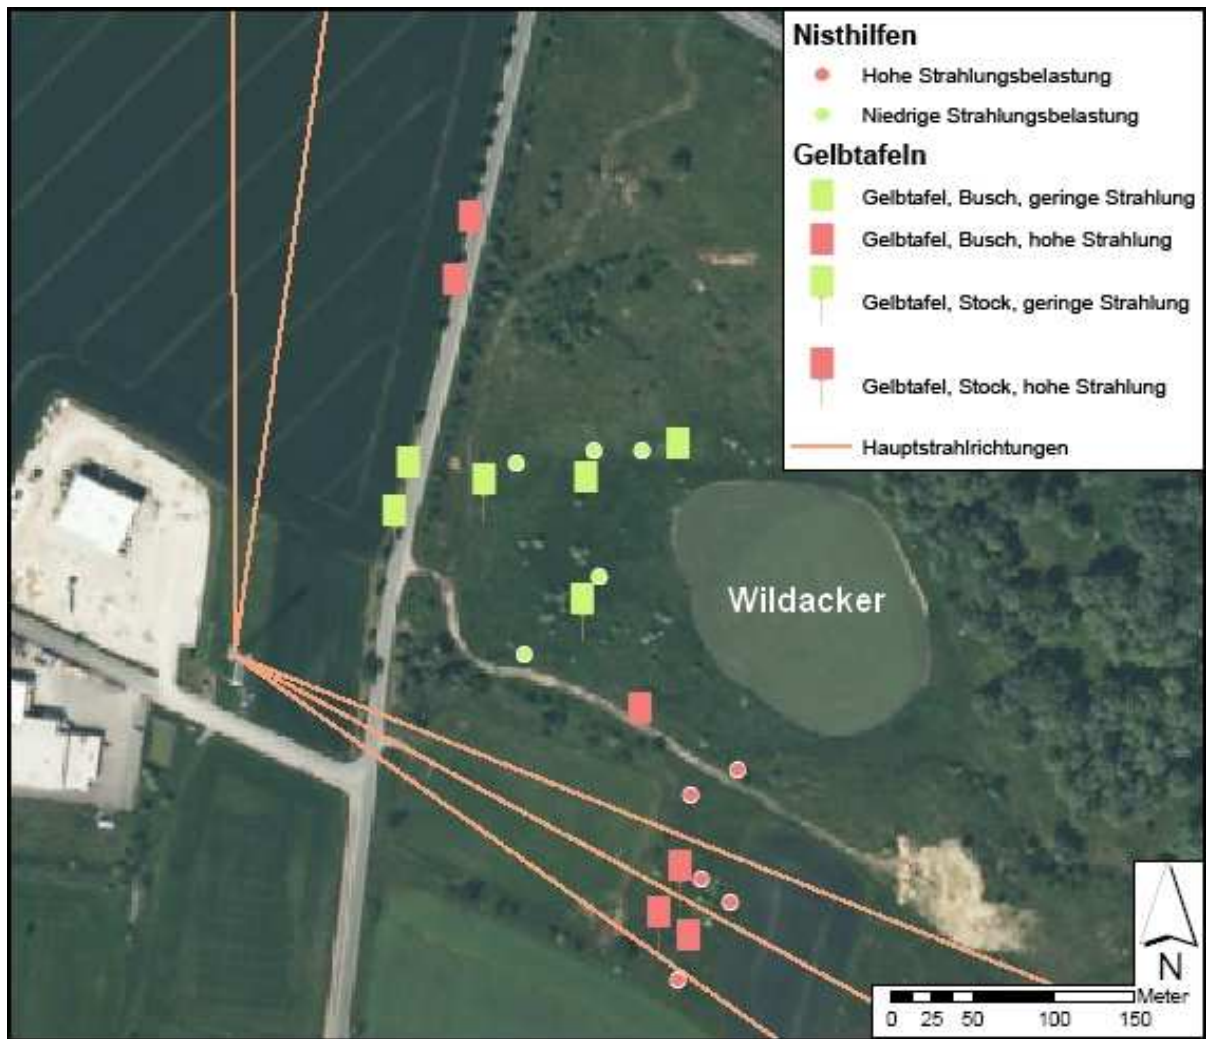 Nisthilfen
Hohe Strahlungsbelastung
Niedrige Strahlungsbelastung
Gelbtafeln
Gelbtafel, Busch, geringe Strahlung
Gelbtafel, Busch, hohe Strahlung
Gelbtafel, Stock, geringe Strahlung
Gelbtafel, Stock, hohe Strahlung
Hauptstrahlrichtungen
Wildacker
N
Meter
0 25 50 100 150